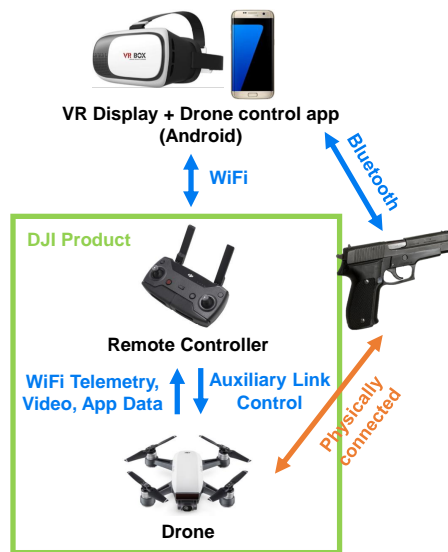 VR BOX
VR Display + Drone control app
(Android)
WiFi
Bluetooth
DJI Product
Remote Controller
WiFi Telemetry,
Video, App Data
Auxiliary Link
Control
Physically
connected
Drone